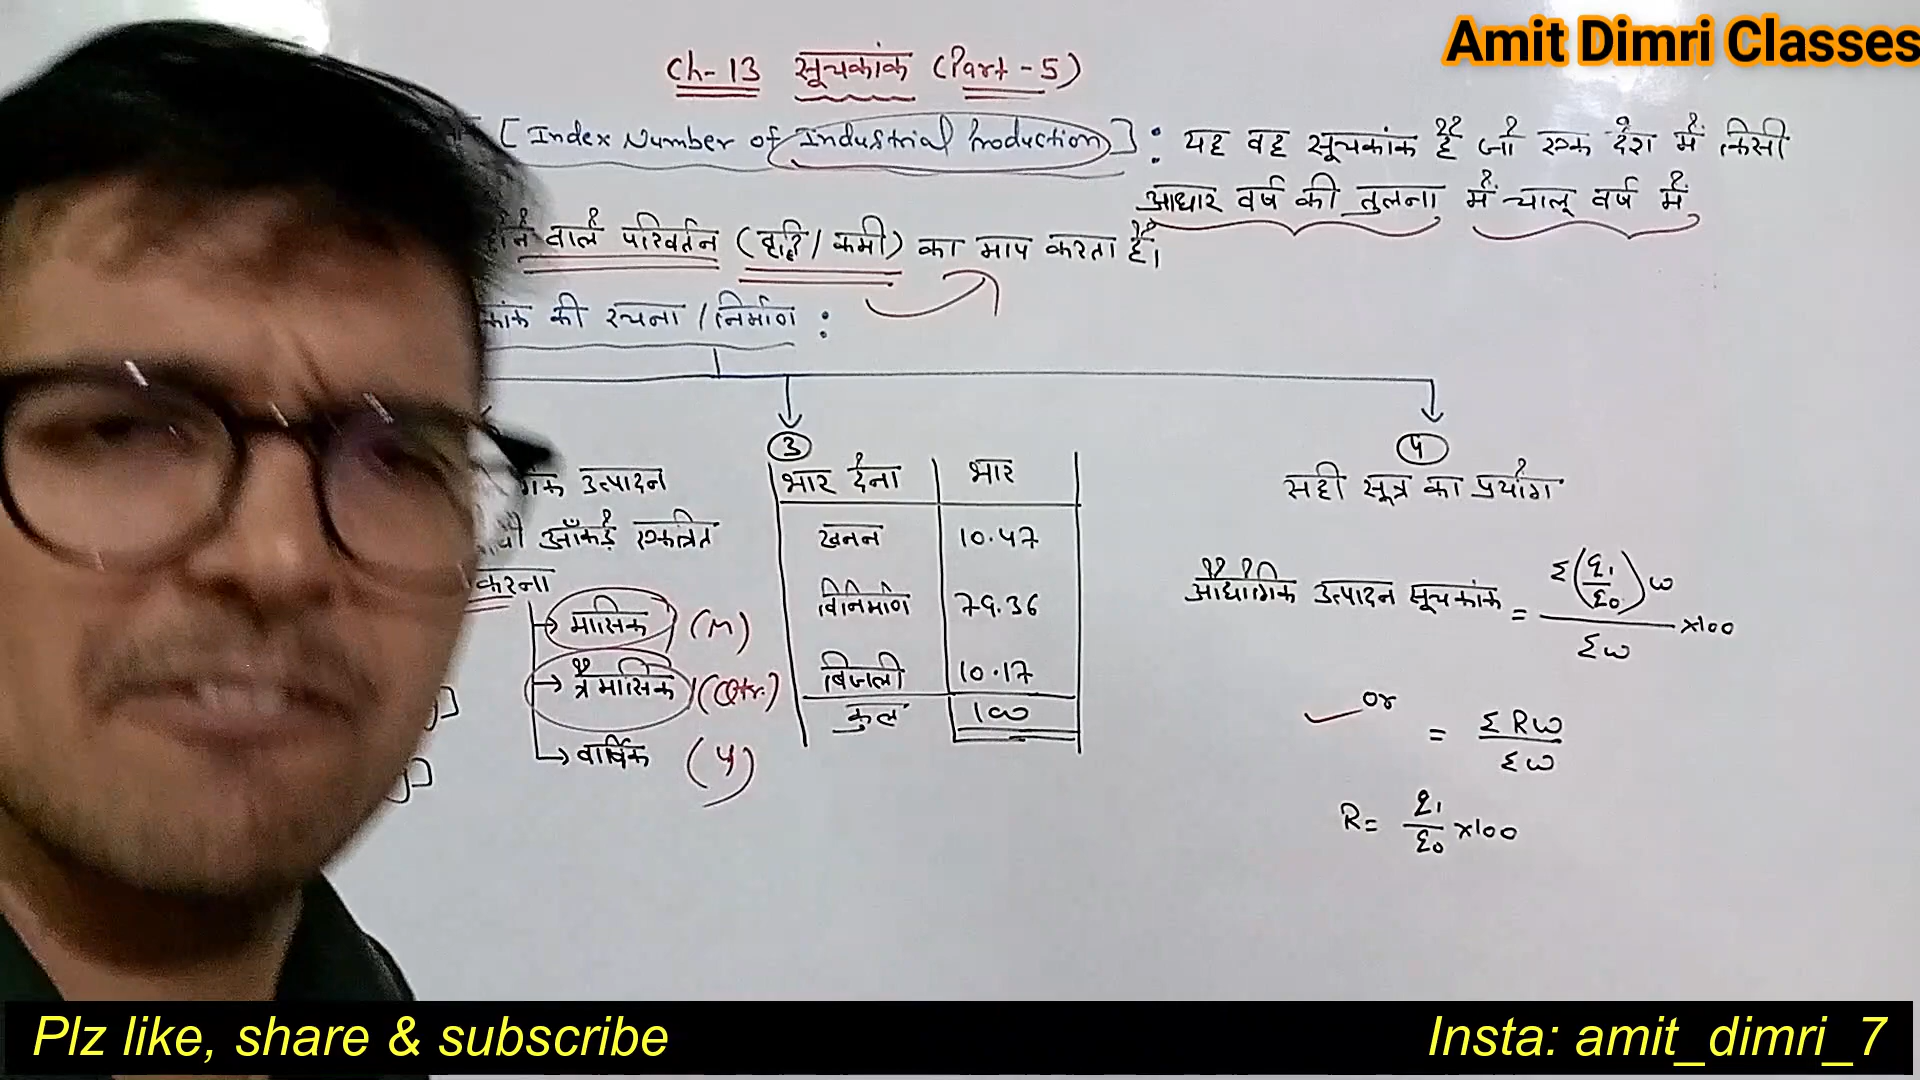 Amit Dimri Classes
Ch-13 सूचकांक (Part-5)
[Index Number of Industrial Production] : यह वह सूचकांक है जो एक देश में किसी
आधार वर्ष की तुलना में चालू वर्ष में
होने वाले परिवर्तन (वृद्धि/कमी) का माप करता है।
की रचना/निर्माण :
③
④
उत्पादन
आँकड़े एकत्रित
करना
→ मासिक (M)
→ त्रैमासिक (Qtr.)
→ वार्षिक (Y)
भार देना भार
खनन 10.47
विनिर्माण 79.36
बिजली 10.17
कुल 100
सही सूत्र का प्रयोग
औद्योगिक उत्पादन सूचकांक = Σ(q₁/q₀)w / Σw ×100
or
= ΣRw / Σw
R = q₁/q₀ ×100
Plz like, share & subscribe
Insta: amit_dimri_7